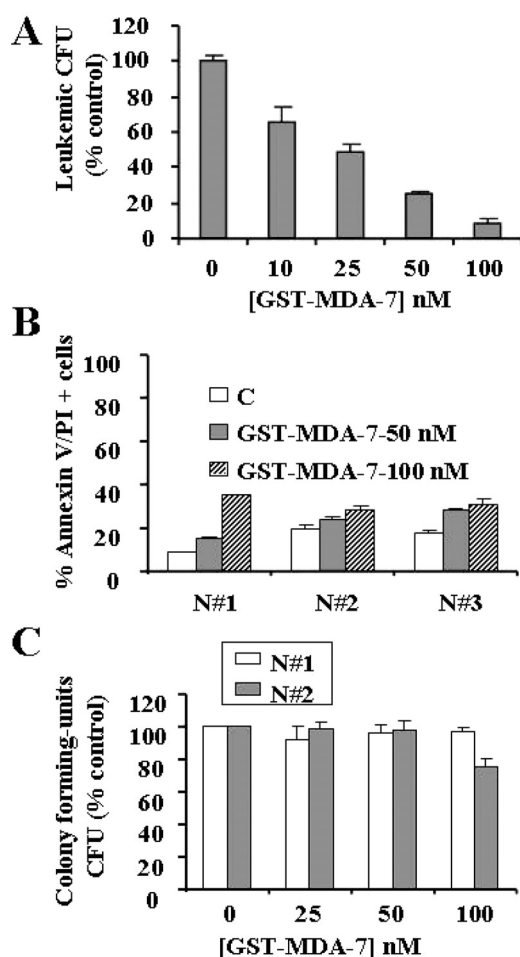 A
Leukemic CFU
(% control)
120
100
80
60
40
20
0
0 10 25 50 100
[GST-MDA-7] nM
B
% Annexin V/PI + cells
100
80
60
40
20
0
C
GST-MDA-7-50 nM
GST-MDA-7-100 nM
N#1 N#2 N#3
C
N#1
N#2
Colony forming-units
CFU (% control)
120
100
80
60
40
20
0
0 25 50 100
[GST-MDA-7] nM